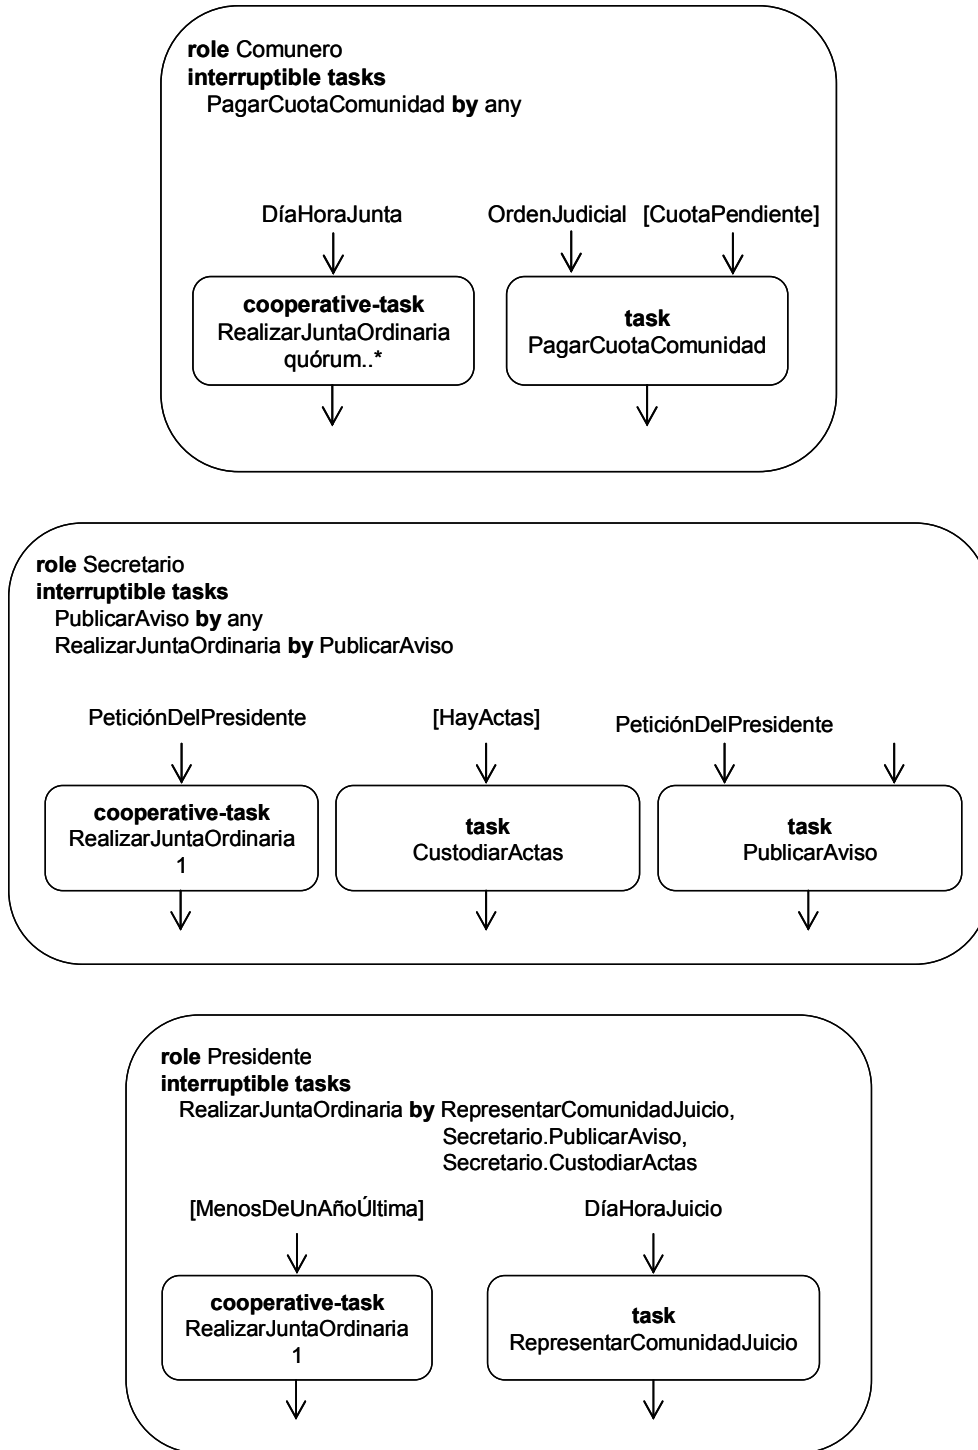 role Comunero
interruptible tasks
PagarCuotaComunidad by any
DíaHoraJunta
OrdenJudicial [CuotaPendiente]
cooperative-task
RealizarJuntaOrdinaria
quórum..*
task
PagarCuotaComunidad
role Secretario
interruptible tasks
PublicarAviso by any
RealizarJuntaOrdinaria by PublicarAviso
PeticiónDelPresidente
[HayActas]
PeticiónDelPresidente
cooperative-task
RealizarJuntaOrdinaria
1
task
CustodiarActas
task
PublicarAviso
role Presidente
interruptible tasks
RealizarJuntaOrdinaria by RepresentarComunidadJuicio,
Secretario.PublicarAviso,
Secretario.CustodiarActas
[MenosDeUnAñoÚltima]
DíaHoraJuicio
cooperative-task
RealizarJuntaOrdinaria
1
task
RepresentarComunidadJuicio